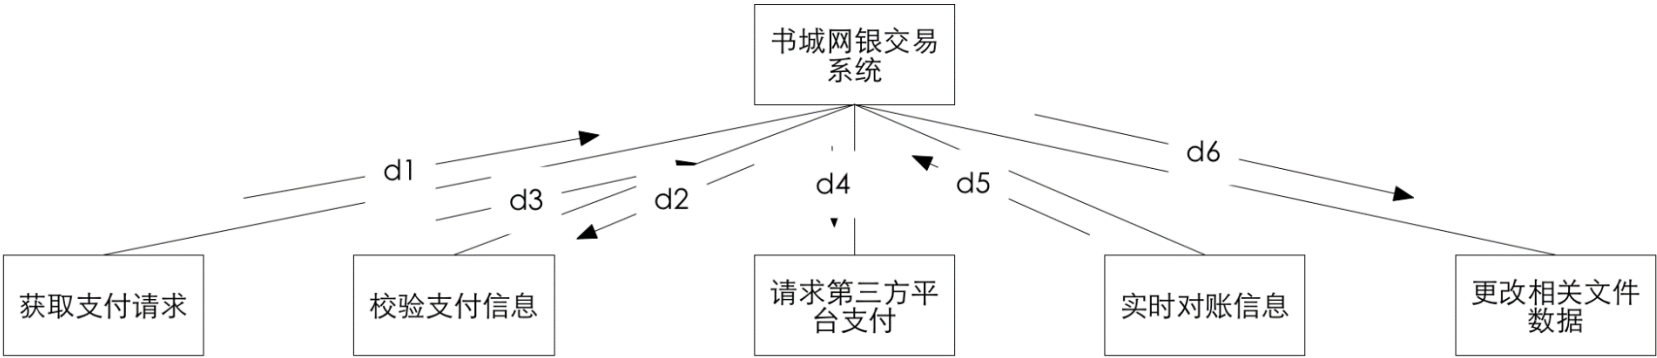 书城网银交易
系统
d1
d3
d2
d4
d5
d6
获取支付请求
校验支付信息
请求第三方平
台支付
实时对账信息
更改相关文件
数据